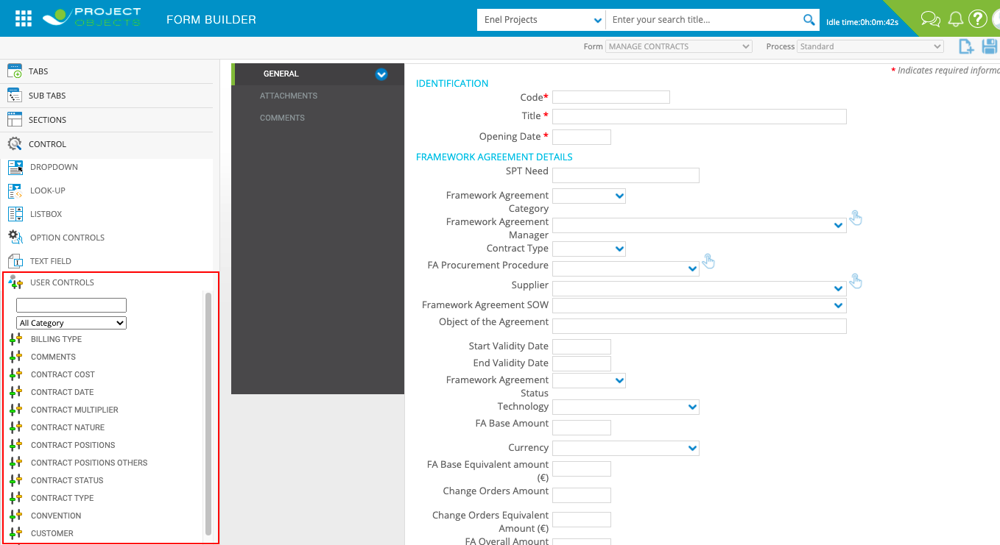 PROJECT
OBJECTS
FORM BUILDER
Enel Projects
Enter your search title...
Idle time:0h:0m:42s
?
Form MANAGE CONTRACTS
Process Standard
TABS
SUB TABS
SECTIONS
CONTROL
DROPDOWN
LOOK-UP
LISTBOX
OPTION CONTROLS
TEXT FIELD
USER CONTROLS
All Category
BILLING TYPE
COMMENTS
CONTRACT COST
CONTRACT DATE
CONTRACT MULTIPLIER
CONTRACT NATURE
CONTRACT POSITIONS
CONTRACT POSITIONS OTHERS
CONTRACT STATUS
CONTRACT TYPE
CONVENTION
CUSTOMER
GENERAL
ATTACHMENTS
COMMENTS
* Indicates required informa
IDENTIFICATION
Code*
Title *
Opening Date *
FRAMEWORK AGREEMENT DETAILS
SPT Need
Framework Agreement
Category
Framework Agreement
Manager
Contract Type
FA Procurement Procedure
Supplier
Framework Agreement SOW
Object of the Agreement
Start Validity Date
End Validity Date
Framework Agreement
Status
Technology
FA Base Amount
Currency
FA Base Equivalent amount
(€)
Change Orders Amount
Change Orders Equivalent
Amount (€)
FA Overall Amount